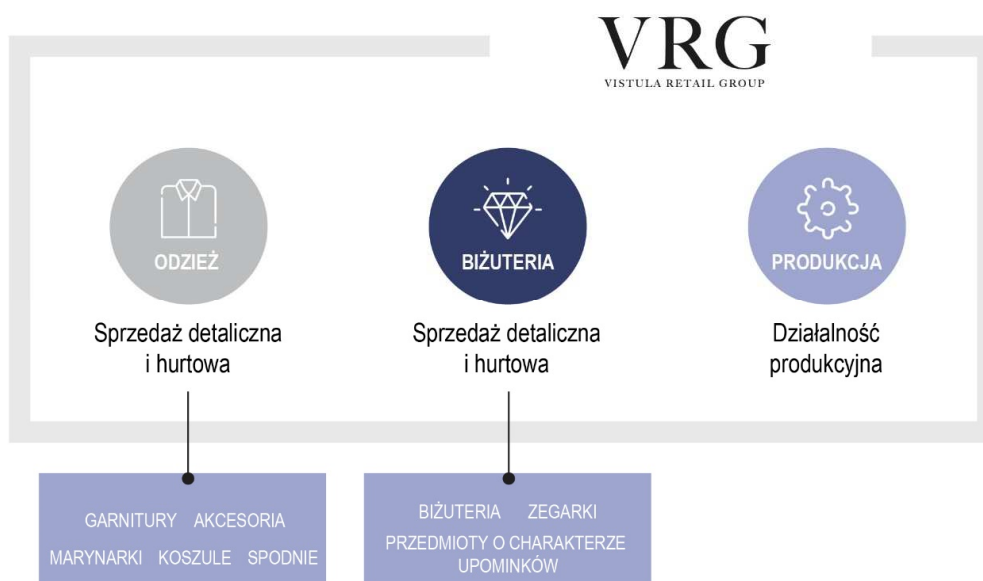 VRG
VISTULA RETAIL GROUP
ODZIEŻ
BIŻUTERIA
PRODUKCJA
Sprzedaż detaliczna
i hurtowa
Sprzedaż detaliczna
i hurtowa
Działalność
produkcyjna
GARNITURY AKCESORIA
MARYNARKI KOSZULE SPODNIE
BIŻUTERIA ZEGARKI
PRZEDMIOTY O CHARAKTERZE
UPOMINKÓW